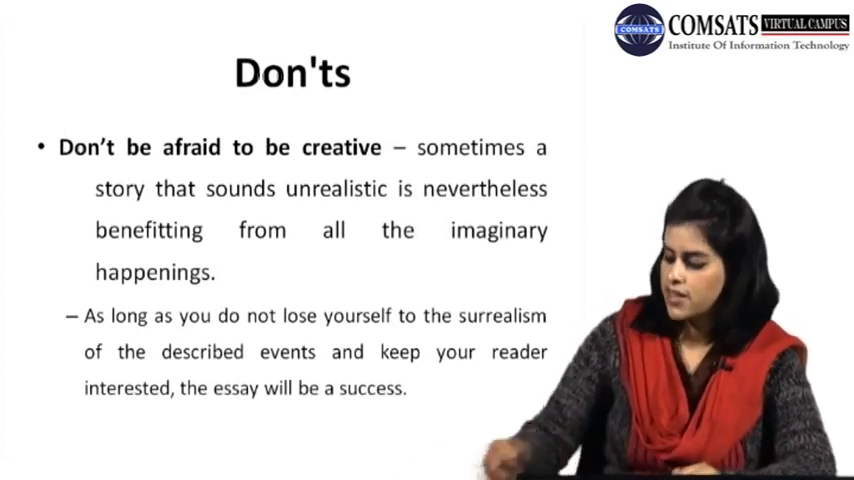 COMSATS VIRTUAL CAMPUS
COMSATS
Institute Of Information Technology
Don'ts
• Don’t be afraid to be creative – sometimes a
story that sounds unrealistic is nevertheless
benefitting from all the imaginary
happenings.
– As long as you do not lose yourself to the surrealism
of the described events and keep your reader
interested, the essay will be a success.